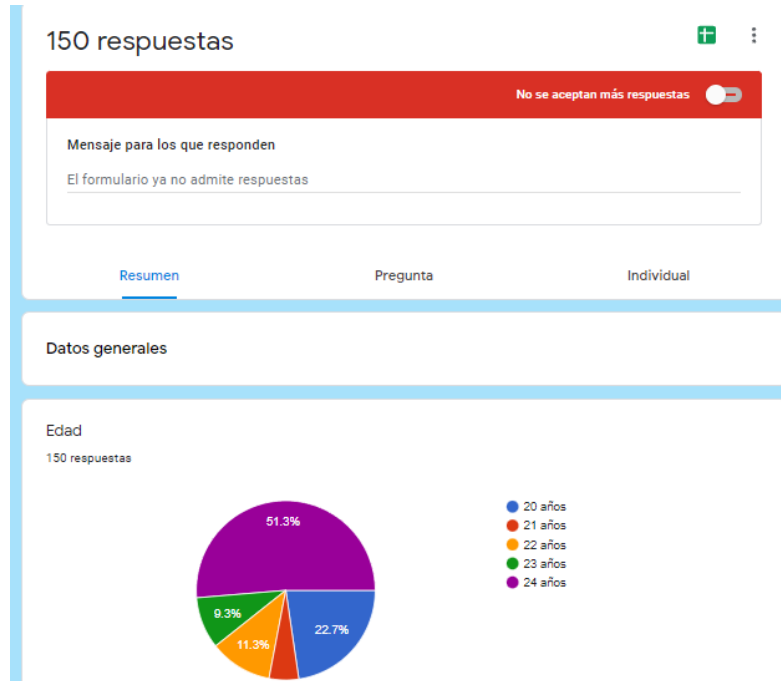 150 respuestas
No se aceptan más respuestas
Mensaje para los que responden
El formulario ya no admite respuestas
Resumen Pregunta Individual
Datos generales
Edad
150 respuestas
51.3%
9.3%
11.3%
22.7%
20 años
21 años
22 años
23 años
24 años